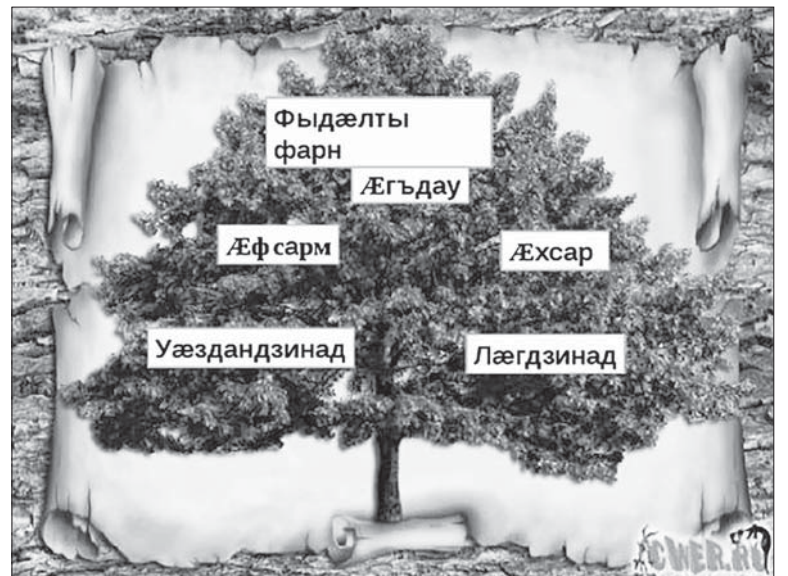 Фыдæлты
фарн
Æгъдау
Æфсарм
Æхсар
Уæздандзинад
Лæгдзинад
CWER.RU